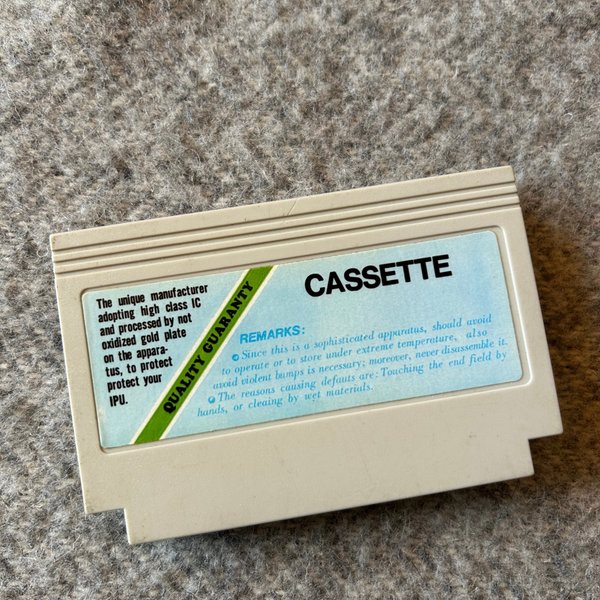 The unique manufacturer
adopting high class IC
and processed by not
oxidized gold plate
on the appara-
tus, to protect
protect your
IPU.
QUALITY GUARANTY
CASSETTE
REMARKS:
Since this is a sophisticated apparatus, should avoid
to operate or to store under extreme temperature, also
avoid violent bumps is necessary; moreover, never disassemble it.
The reasons causing defauts are: Touching the end field by
hands, or cleaing by wet materials.